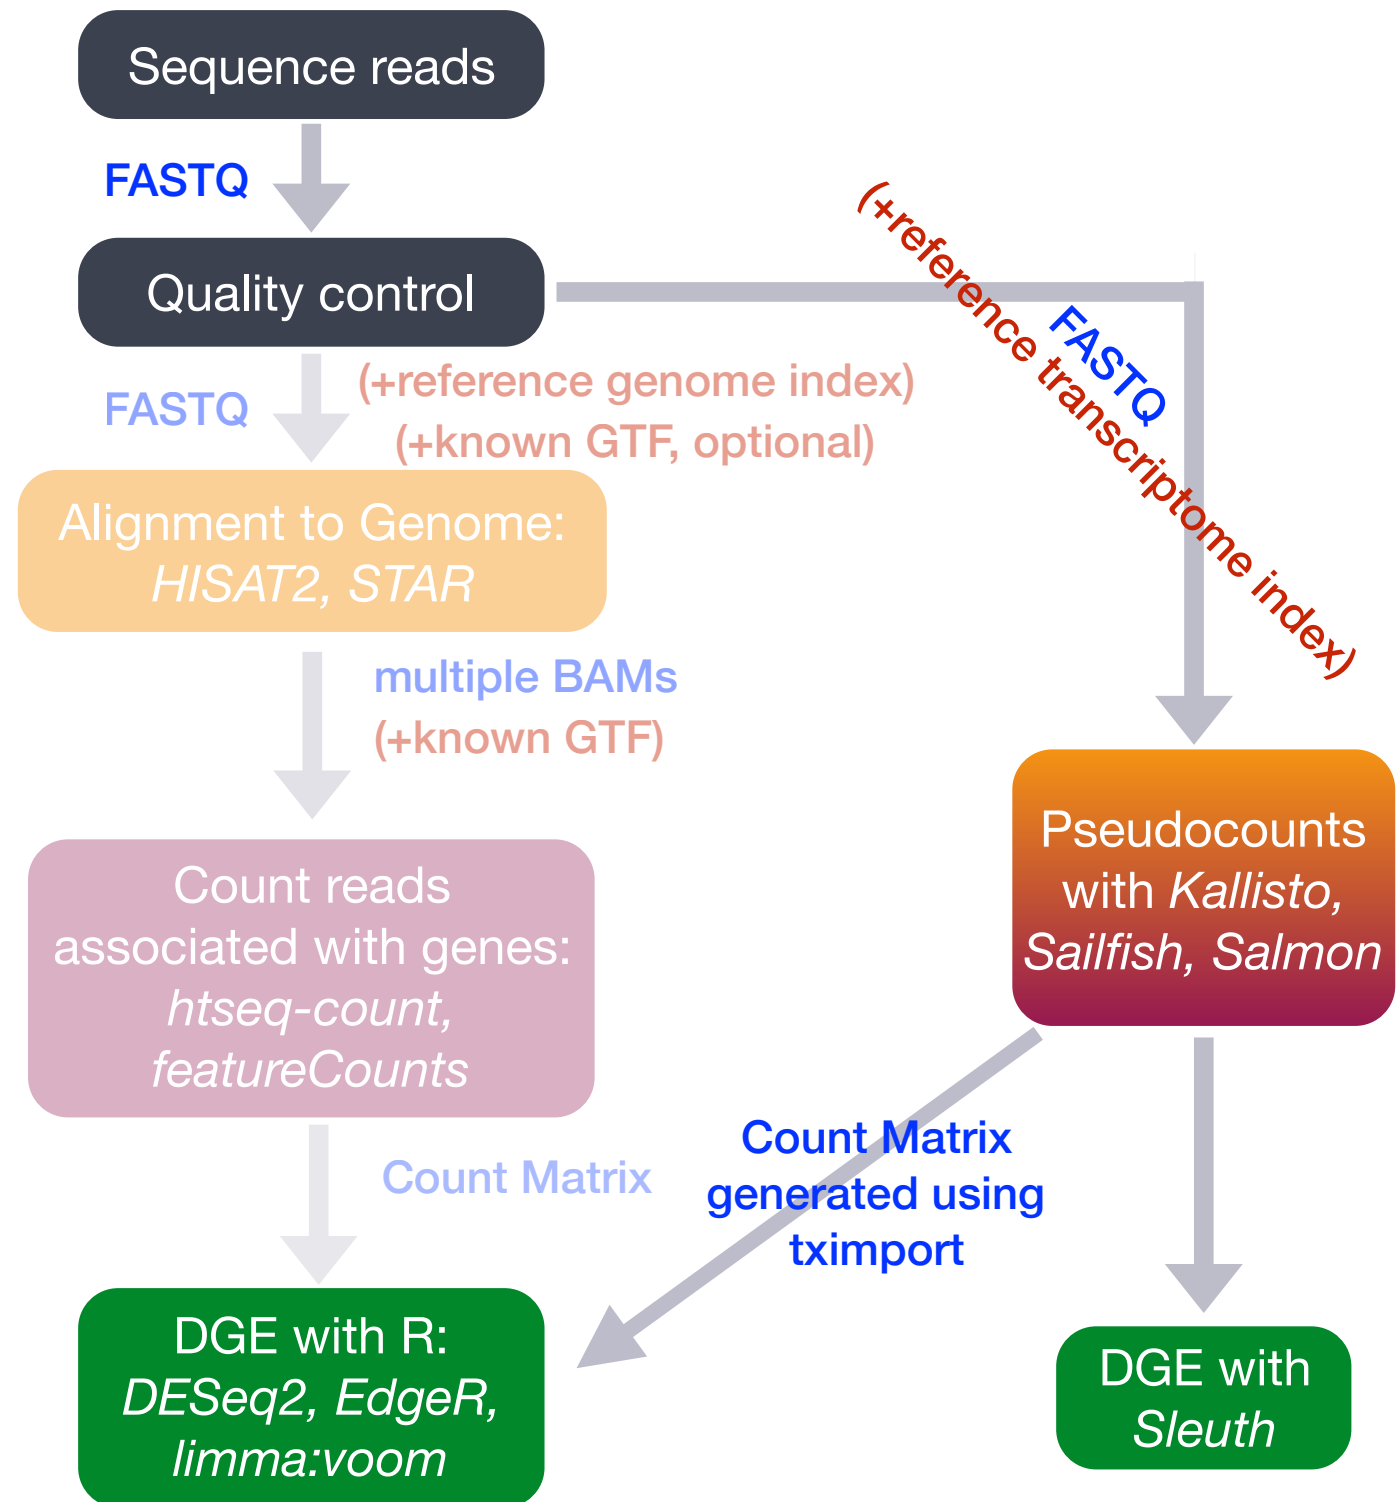 Sequence reads
FASTQ
Quality control
FASTQ
(+reference genome index)
(+known GTF, optional)
FASTQ
(+reference transcriptome index)
Alignment to Genome:
HISAT2, STAR
multiple BAMs
(+known GTF)
Pseudocounts
with Kallisto,
Sailfish, Salmon
Count reads
associated with genes:
htseq-count,
featureCounts
Count Matrix
Count Matrix
generated using
tximport
DGE with R:
DESeq2, EdgeR,
limma:voom
DGE with
Sleuth